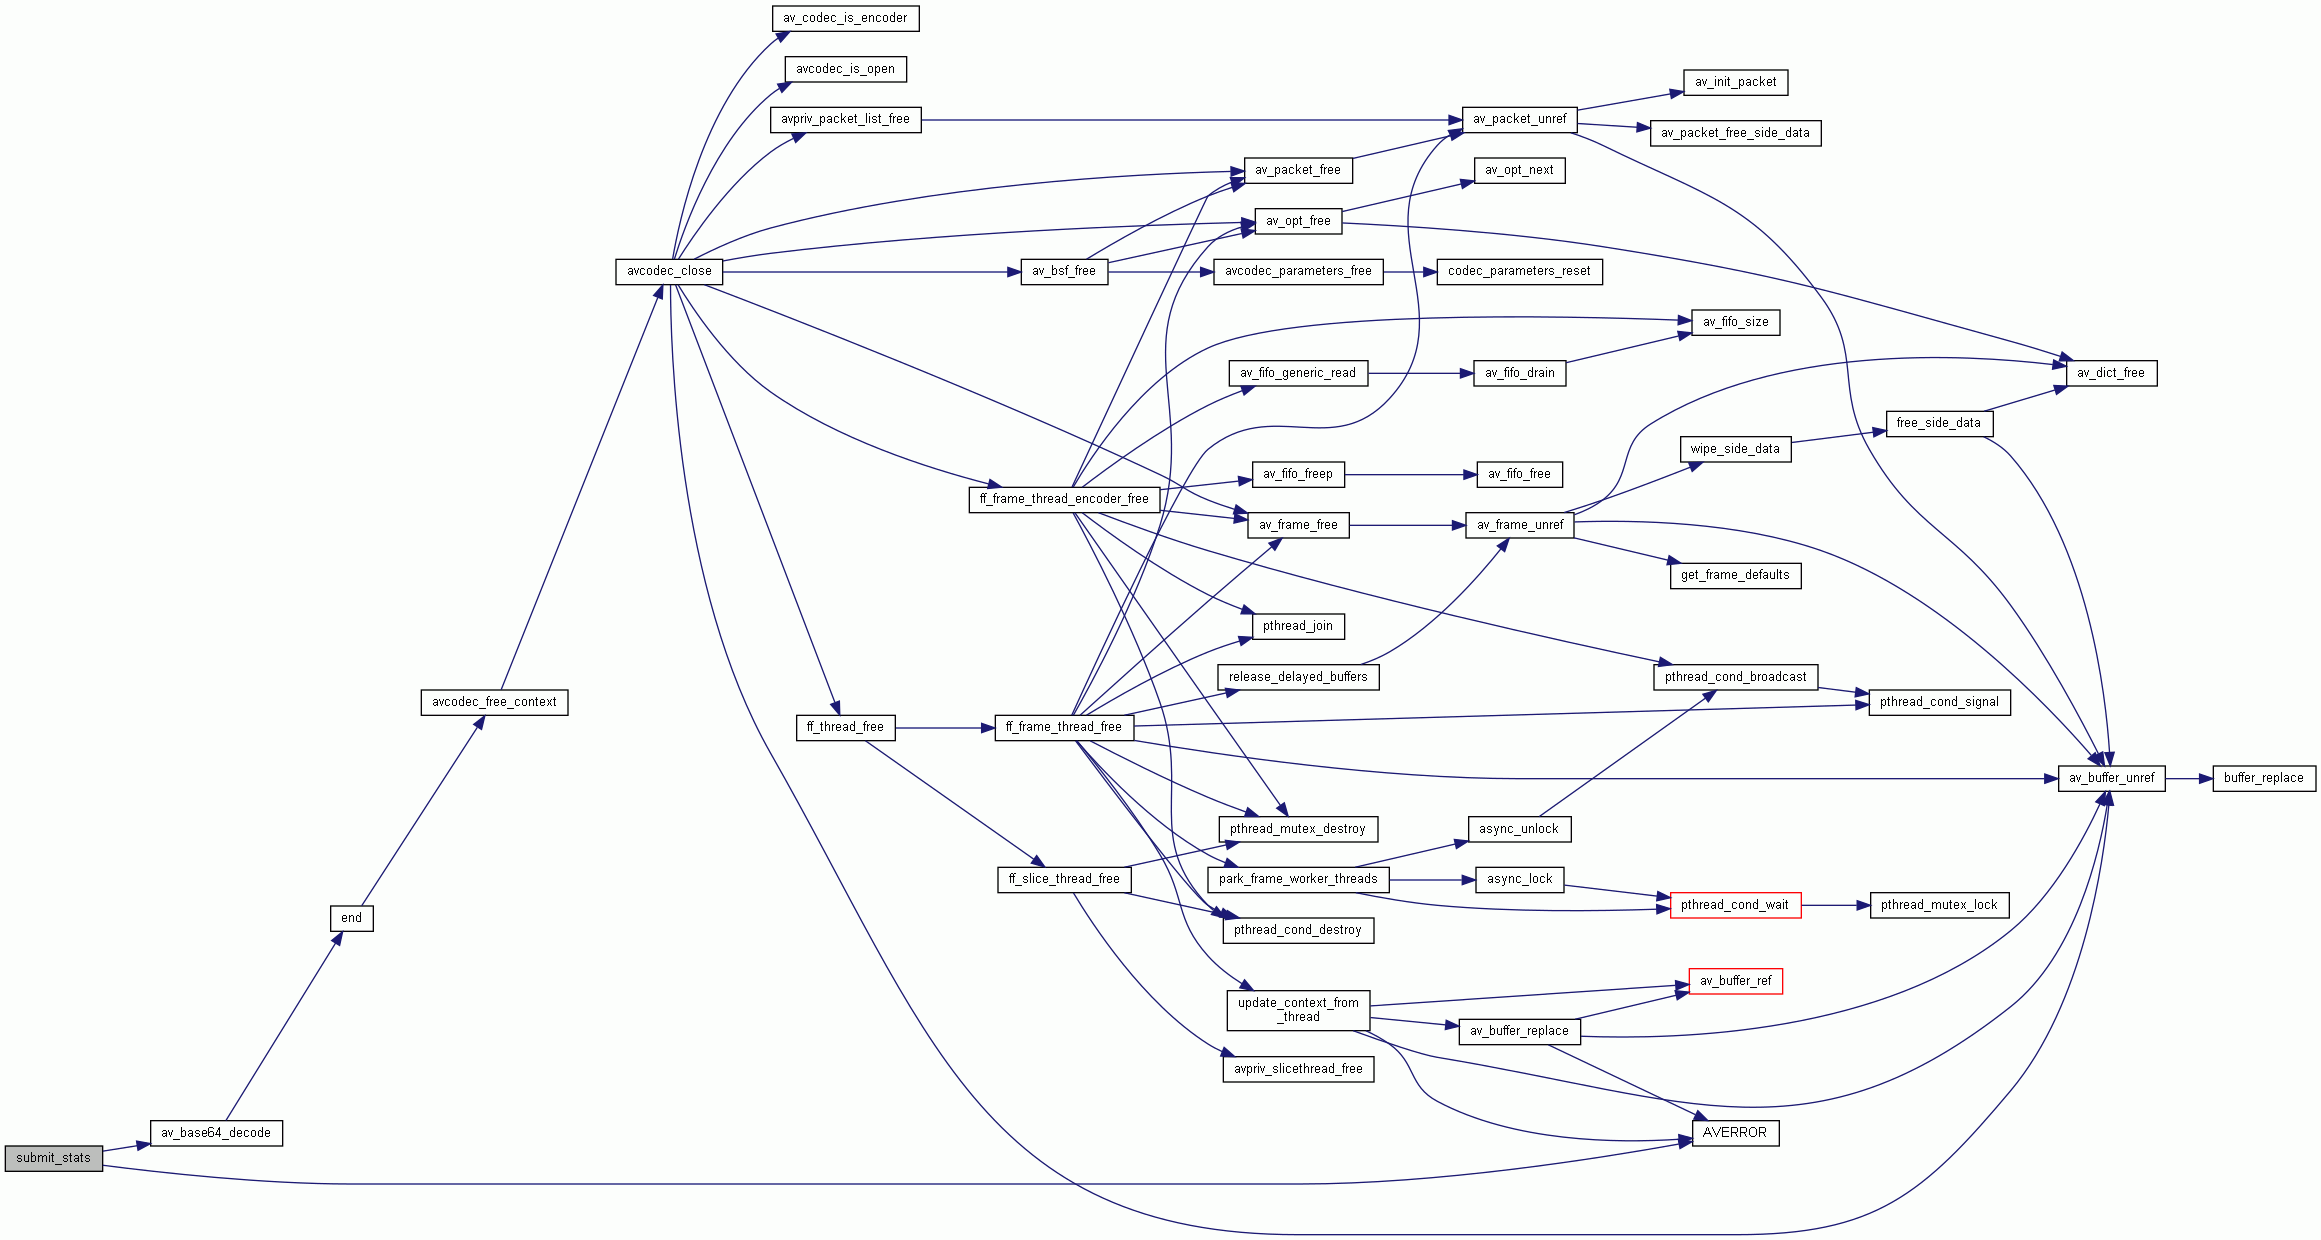 av_codec_is_encoder
avcodec_is_open
av_init_packet
avpriv_packet_list_free
av_packet_unref
av_packet_free_side_data
av_packet_free
av_opt_next
av_opt_free
avcodec_close
av_bsf_free
avcodec_parameters_free
codec_parameters_reset
av_fifo_size
av_fifo_generic_read
av_fifo_drain
av_dict_free
free_side_data
wipe_side_data
av_fifo_freep
av_fifo_free
ff_frame_thread_encoder_free
av_frame_free
av_frame_unref
get_frame_defaults
pthread_join
release_delayed_buffers
pthread_cond_broadcast
avcodec_free_context
pthread_cond_signal
ff_thread_free
ff_frame_thread_free
av_buffer_unref
buffer_replace
pthread_mutex_destroy
async_unlock
ff_slice_thread_free
park_frame_worker_threads
async_lock
pthread_cond_wait
pthread_mutex_lock
end
pthread_cond_destroy
av_buffer_ref
update_context_from
_thread
av_buffer_replace
avpriv_slicethread_free
av_base64_decode
AVERROR
submit_stats